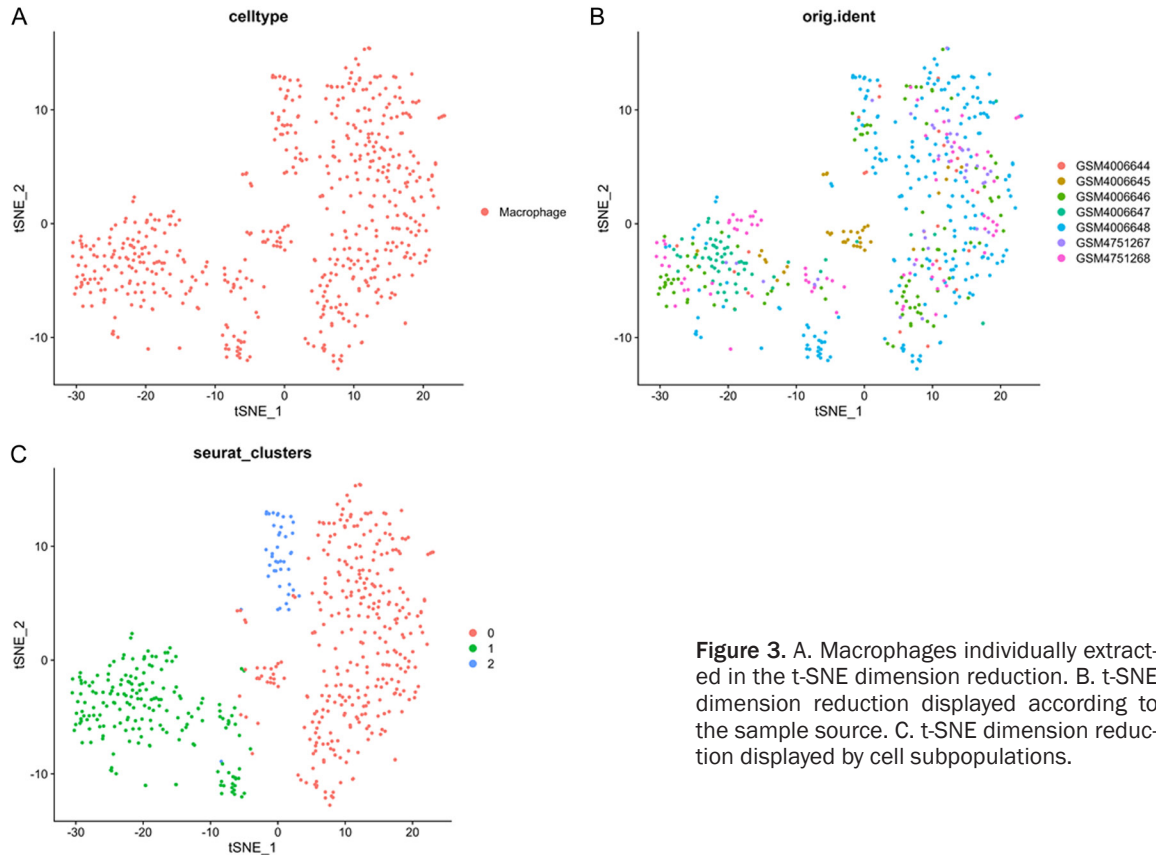 A
celltype
10
0
-10
tSNE_2
-30
-20
-10
0
10
20
tSNE_1
Macrophage
B
orig.ident
10
0
-10
tSNE_2
-30
-20
-10
0
10
20
tSNE_1
GSM4006644
GSM4006645
GSM4006646
GSM4006647
GSM4006648
GSM4751267
GSM4751268
C
seurat_clusters
10
0
-10
tSNE_2
-30
-20
-10
0
10
20
tSNE_1
0
1
2
Figure 3. A. Macrophages individually extract-
ed in the t-SNE dimension reduction. B. t-SNE
dimension reduction displayed according to
the sample source. C. t-SNE dimension reduc-
tion displayed by cell subpopulations.